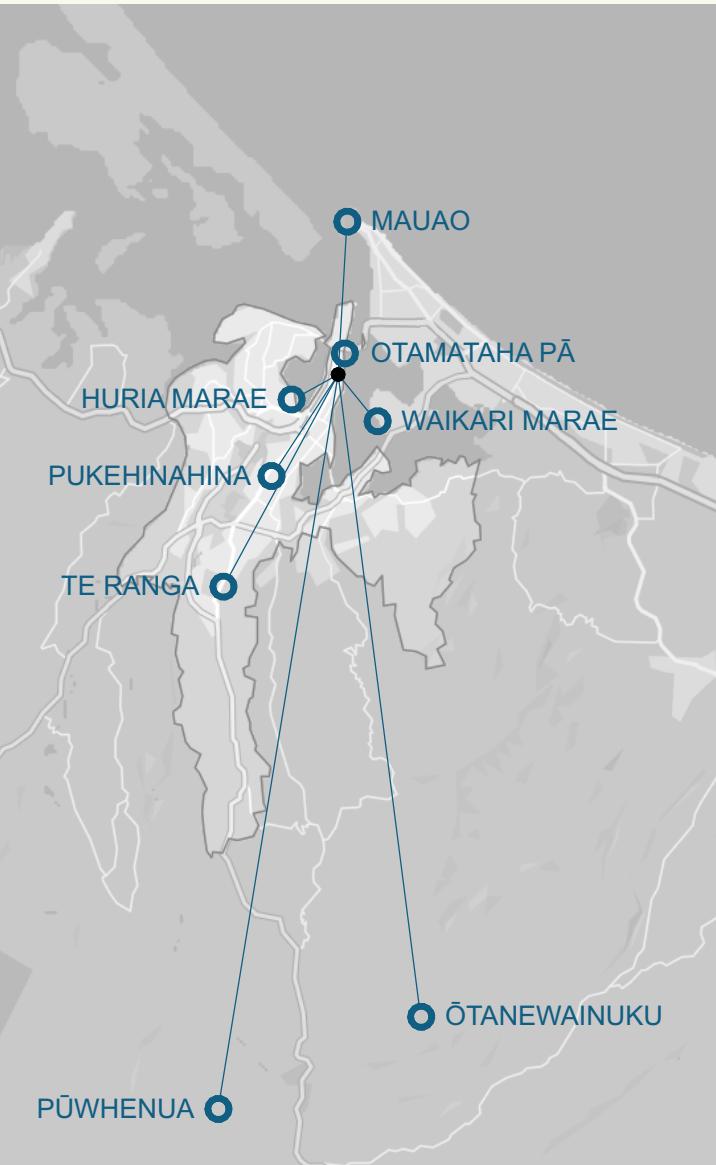 MAUAO
OTAMATAHA PĀ
HURIA MARAE
WAIKARI MARAE
PUKEHINAHINA
TE RANGA
ŌTANEWAINUKU
PŪWHENUA